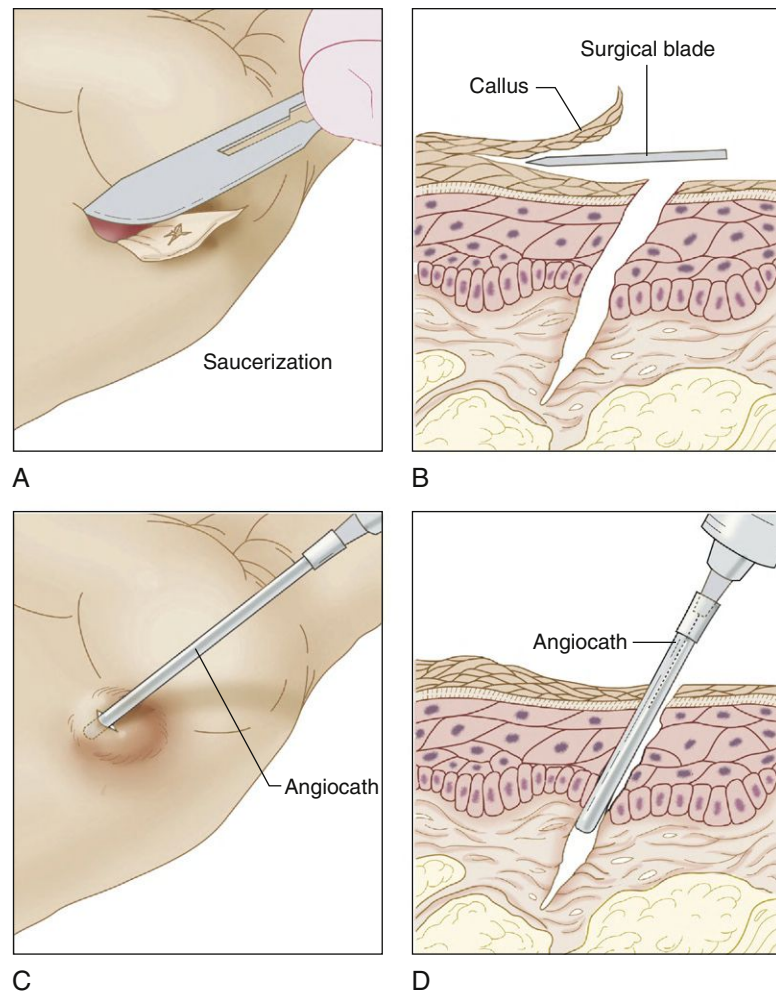 Saucerization
A
Surgical blade
Callus
B
Angiocath
C
Angiocath
D